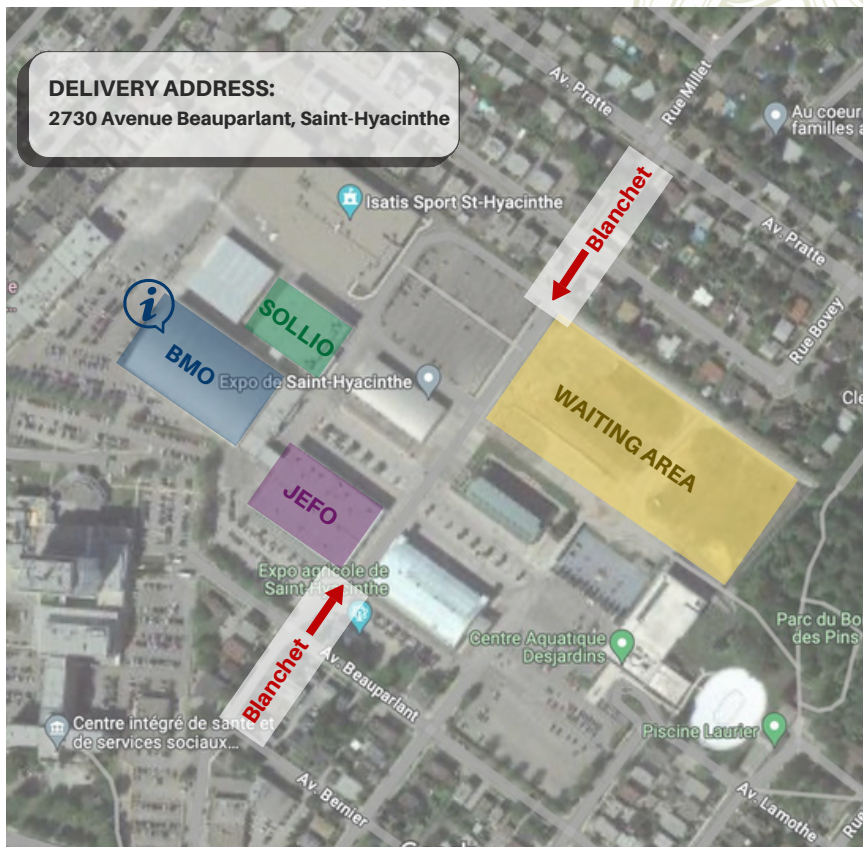 DELIVERY ADDRESS:
2730 Avenue Beauparlant, Saint-Hyacinthe
Av. Pratte
Rue Millet
Au coeur
familles a
Isatis Sport St-Hyacinthe
Blanchet
Av. Pratte
e
i
SOLLIO
Rue Bovey
BMO
Expo de Saint-Hyacinthe
WAITING AREA
Clé
JEFO
Expo agricole de
Saint-Hyacinthe
Blanchet
Centre Aquatique
Desjardins
Parc du Bo
des Pins
Av. Beauparlant
Centre intégré de santé et
de services sociaux...
Piscine Laurier
Av. Bernier
Av. Lamothe
Rue